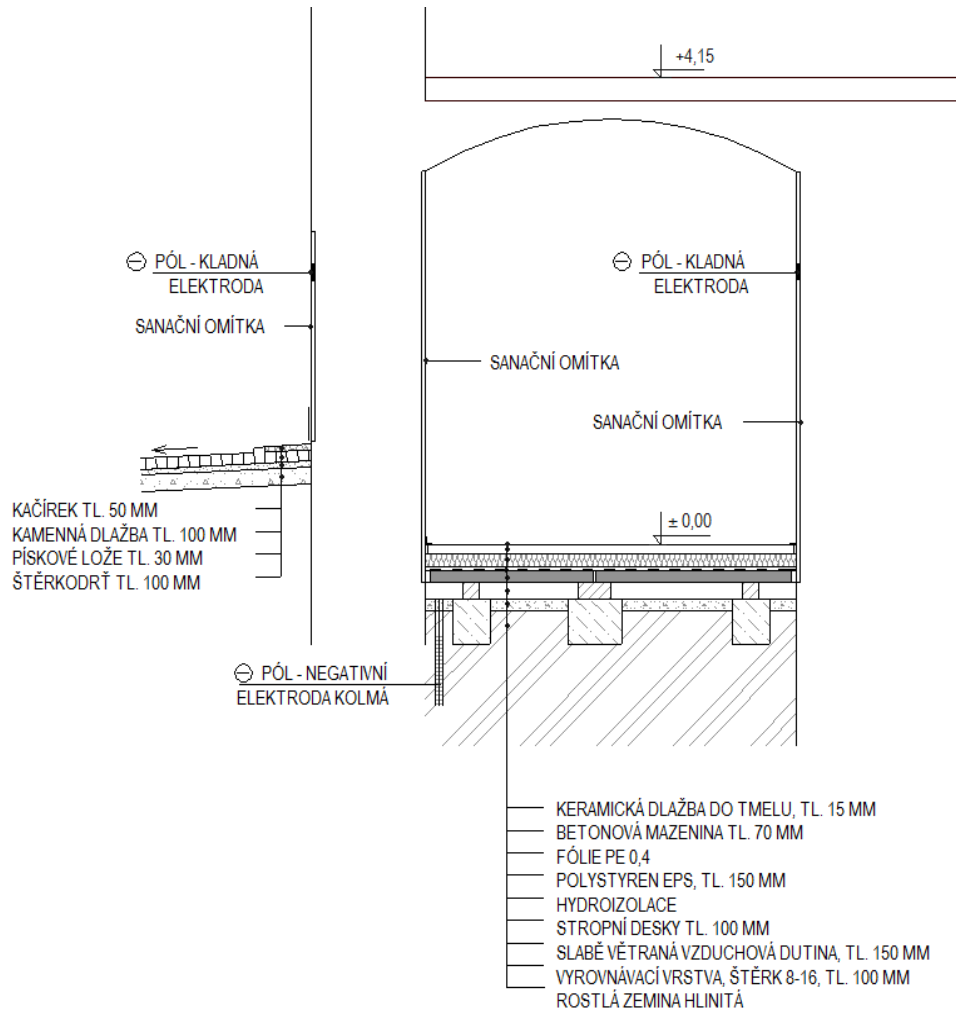 +4,15
⊖ PÓL - KLADNÁ
ELEKTRODA
⊖ PÓL - KLADNÁ
ELEKTRODA
SANAČNÍ OMÍTKA
SANAČNÍ OMÍTKA
SANAČNÍ OMÍTKA
KAČÍREK TL. 50 MM
KAMENNÁ DLAŽBA TL. 100 MM
PÍSKOVÉ LOŽE TL. 30 MM
ŠTĚRKODRŤ TL. 100 MM
± 0,00
⊖ PÓL - NEGATIVNÍ
ELEKTRODA KOLMÁ
KERAMICKÁ DLAŽBA DO TMELU, TL. 15 MM
BETONOVÁ MAZENINA TL. 70 MM
FÓLIE PE 0,4
POLYSTYREN EPS, TL. 150 MM
HYDROIZOLACE
STROPNÍ DESKY TL. 100 MM
SLABĚ VĚTRANÁ VZDUCHOVÁ DUTINA, TL. 150 MM
VYROVNÁVACÍ VRSTVA, ŠTĚRK 8-16, TL. 100 MM
ROSTLÁ ZEMINA HLINITÁ